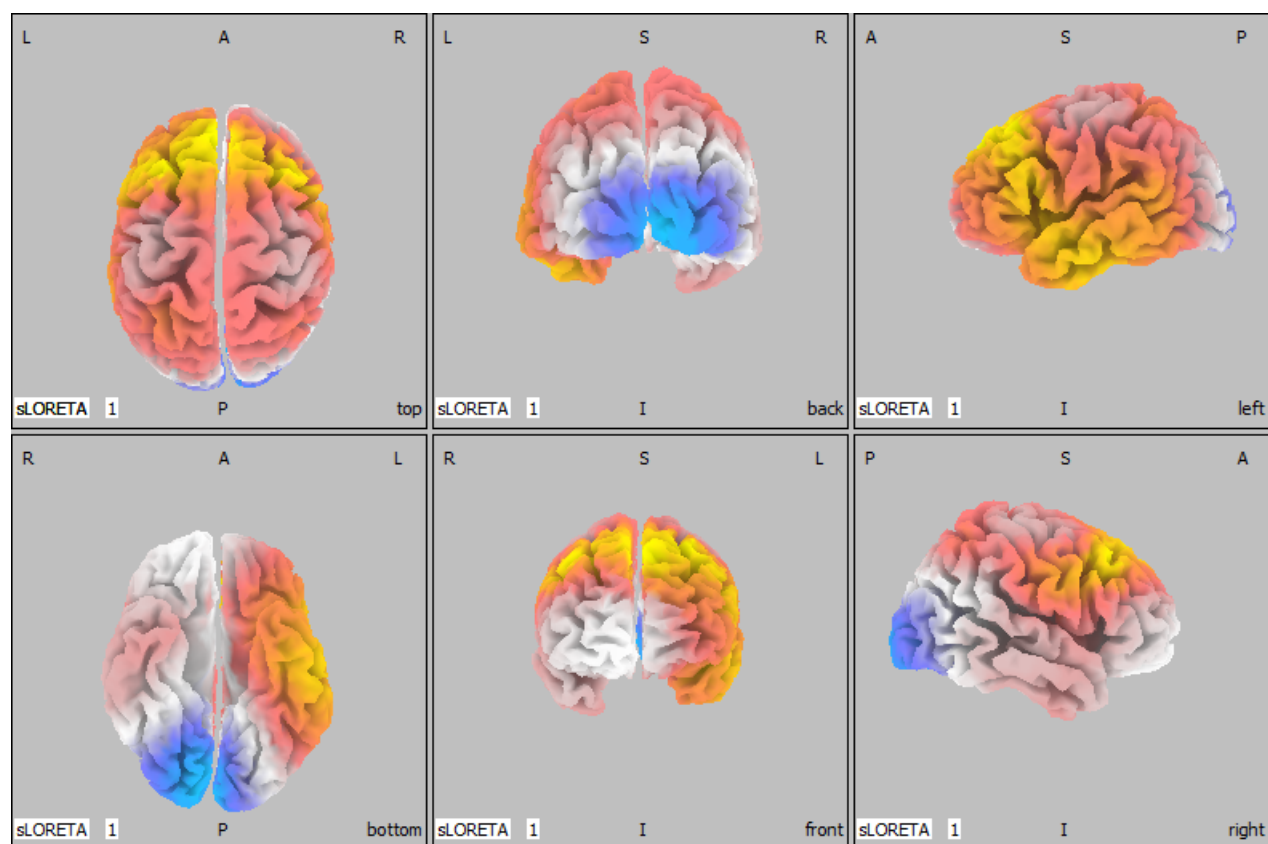 L A R
sLORETA 1 P top
L S R
sLORETA 1 I back
A S P
sLORETA 1 I left
R A L
sLORETA 1 P bottom
R S L
sLORETA 1 I front
P S A
sLORETA 1 I right